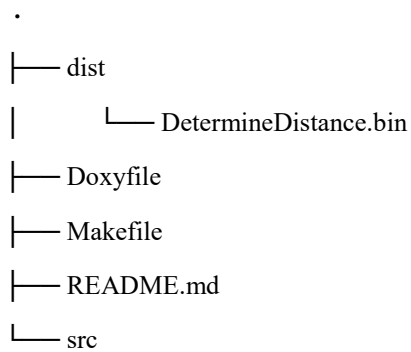 .
├── dist
│   └── DetermineDistance.bin
├── Doxyfile
├── Makefile
├── README.md
└── src